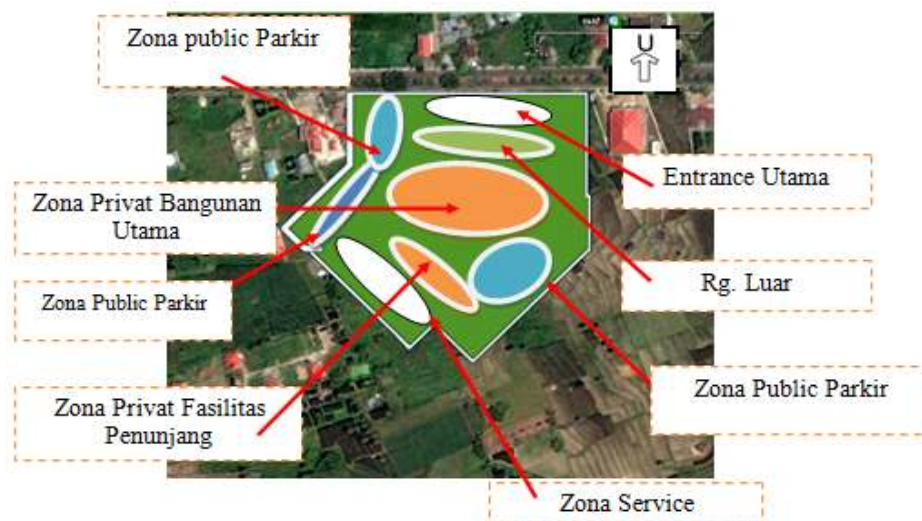 Zona public Parkir
U
Entrance Utama
Zona Privat Bangunan
Utama
Rg. Luar
Zona Public Parkir
Zona Public Parkir
Zona Privat Fasilitas
Penunjang
Zona Service